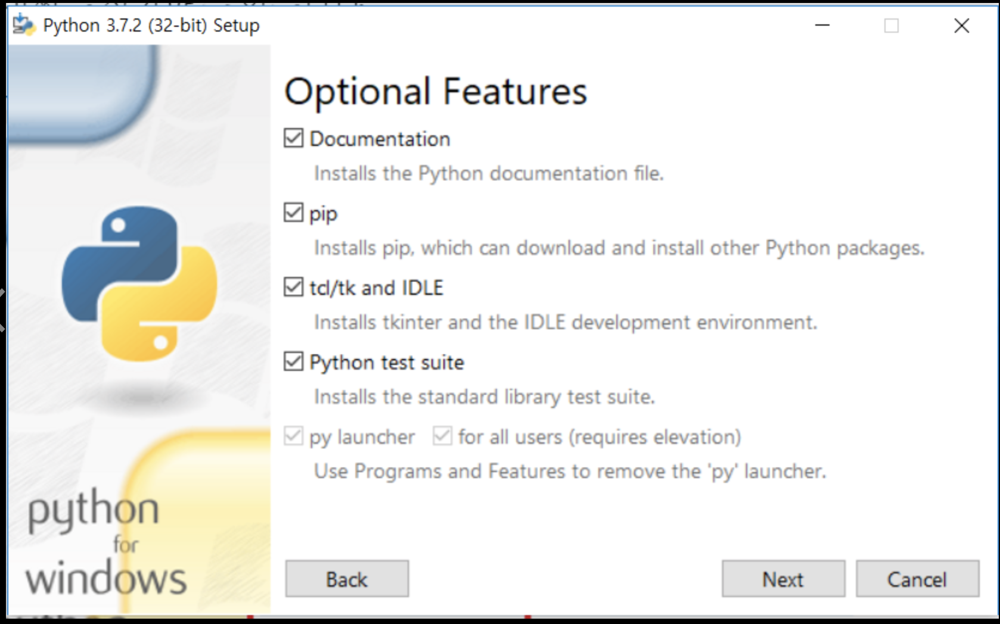 Python 3.7.2 (32-bit) Setup
Optional Features
Documentation
Installs the Python documentation file.
pip
Installs pip, which can download and install other Python packages.
tcl/tk and IDLE
Installs tkinter and the IDLE development environment.
Python test suite
Installs the standard library test suite.
py launcher for all users (requires elevation)
Use Programs and Features to remove the 'py' launcher.
python
for
windows
Back Next Cancel